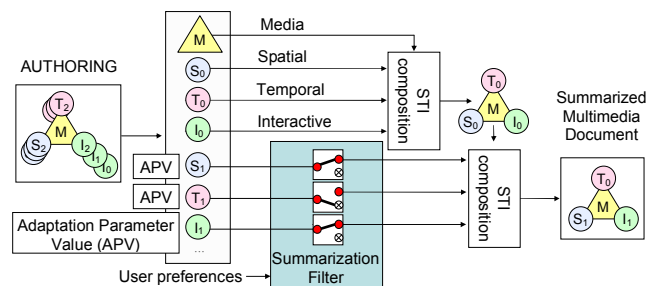 AUTHORING
T2
M
S2
I2
I1
I0
M
Media
S0
Spatial
T0
Temporal
I0
Interactive
APV
S1
APV
T1
Adaptation Parameter
Value (APV)
I1
...
User preferences
Summarization
Filter
STI
composition
T0
M
S0
I0
STI
composition
Summarized
Multimedia
Document
T0
M
S1
I1